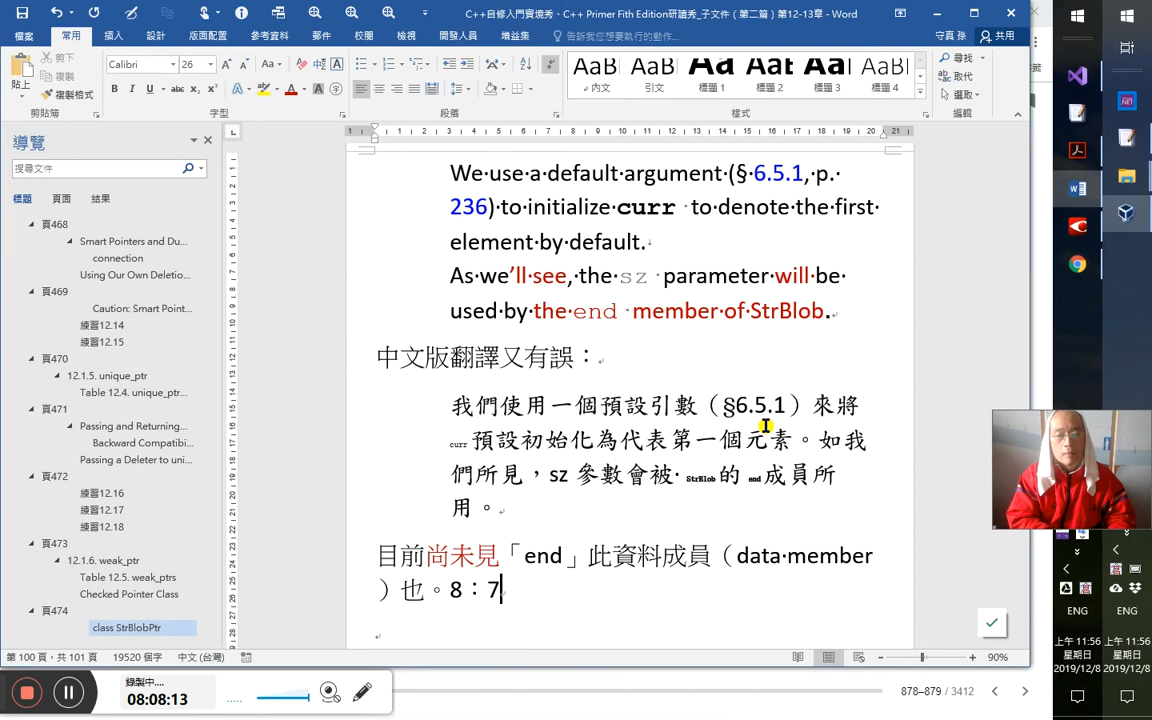 C++自修入門實境秀、C++ Primer Fifth Edition研讀秀_子文件（第二篇）第12-13章 - Word
檔案 常用 插入 設計 版面配置 參考資料 郵件 校閱 檢視 開發人員 增益集 告訴我您想要執行的動作... 守真 孫 共用
剪下
複製
複製格式
貼上
Calibri 26
AaBb AaBb AaB AaBb AaBl AaBbl
內文 引文 標題 1 標題 2 標題 3 標題 4
尋找
取代
選取
剪貼簿 字型 段落 樣式 編輯
導覽
搜尋文件
標題 頁面 結果
頁468
Smart Pointers and Du...
connection
Using Our Own Deletio...
頁469
Caution: Smart Point...
練習12.14
練習12.15
頁470
12.1.5. unique_ptr
Table 12.4. unique_ptr...
頁471
Passing and Returning...
Backward Compatibi...
Passing a Deleter to uni...
頁472
練習12.16
練習12.17
練習12.18
頁473
12.1.6. weak_ptr
Table 12.5. weak_ptrs
Checked Pointer Class
頁474
class StrBlobPtr
We use a default argument (§ 6.5.1, p.
236) to initialize curr to denote the first
element by default.
As we'll see, the sz parameter will be
used by the end member of StrBlob.
中文版翻譯又有誤：
我們使用一個預設引數（§6.5.1）來將
curr 預設初始化為代表第一個元素。如我
們所見，sz 參數會被 StrBlob 的 end 成員所
用。
目前尚未見「end」此資料成員（data member
）也。8：7
第 100 頁，共 101 頁 19520 個字 中文 (台灣) 90%
錄製中....
08:08:13
878–879 / 3412
ENG ENG
上午 11:56 上午 11:56
星期日 星期日
2019/12/8 2019/12/8